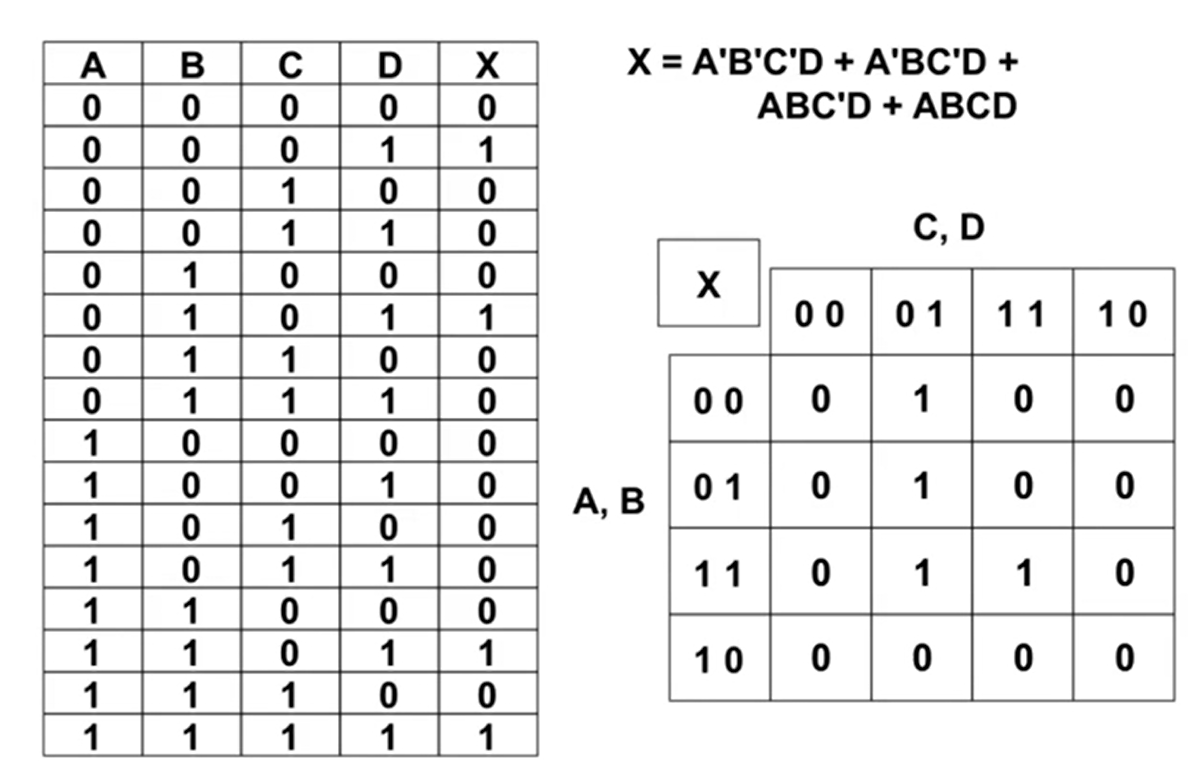 A B C D X
0 0 0 0 0
0 0 0 1 1
0 0 1 0 0
0 0 1 1 0
0 1 0 0 0
0 1 0 1 1
0 1 1 0 0
0 1 1 1 0
1 0 0 0 0
1 0 0 1 0
1 0 1 0 0
1 0 1 1 0
1 1 0 0 0
1 1 0 1 1
1 1 1 0 0
1 1 1 1 1
X = A'B'C'D + A'BC'D +
ABC'D + ABCD
C, D
X
0 0 0 1 1 1 1 0
A, B
0 0 0 1 0 0
0 1 0 1 0 0
1 1 0 1 1 0
1 0 0 0 0 0